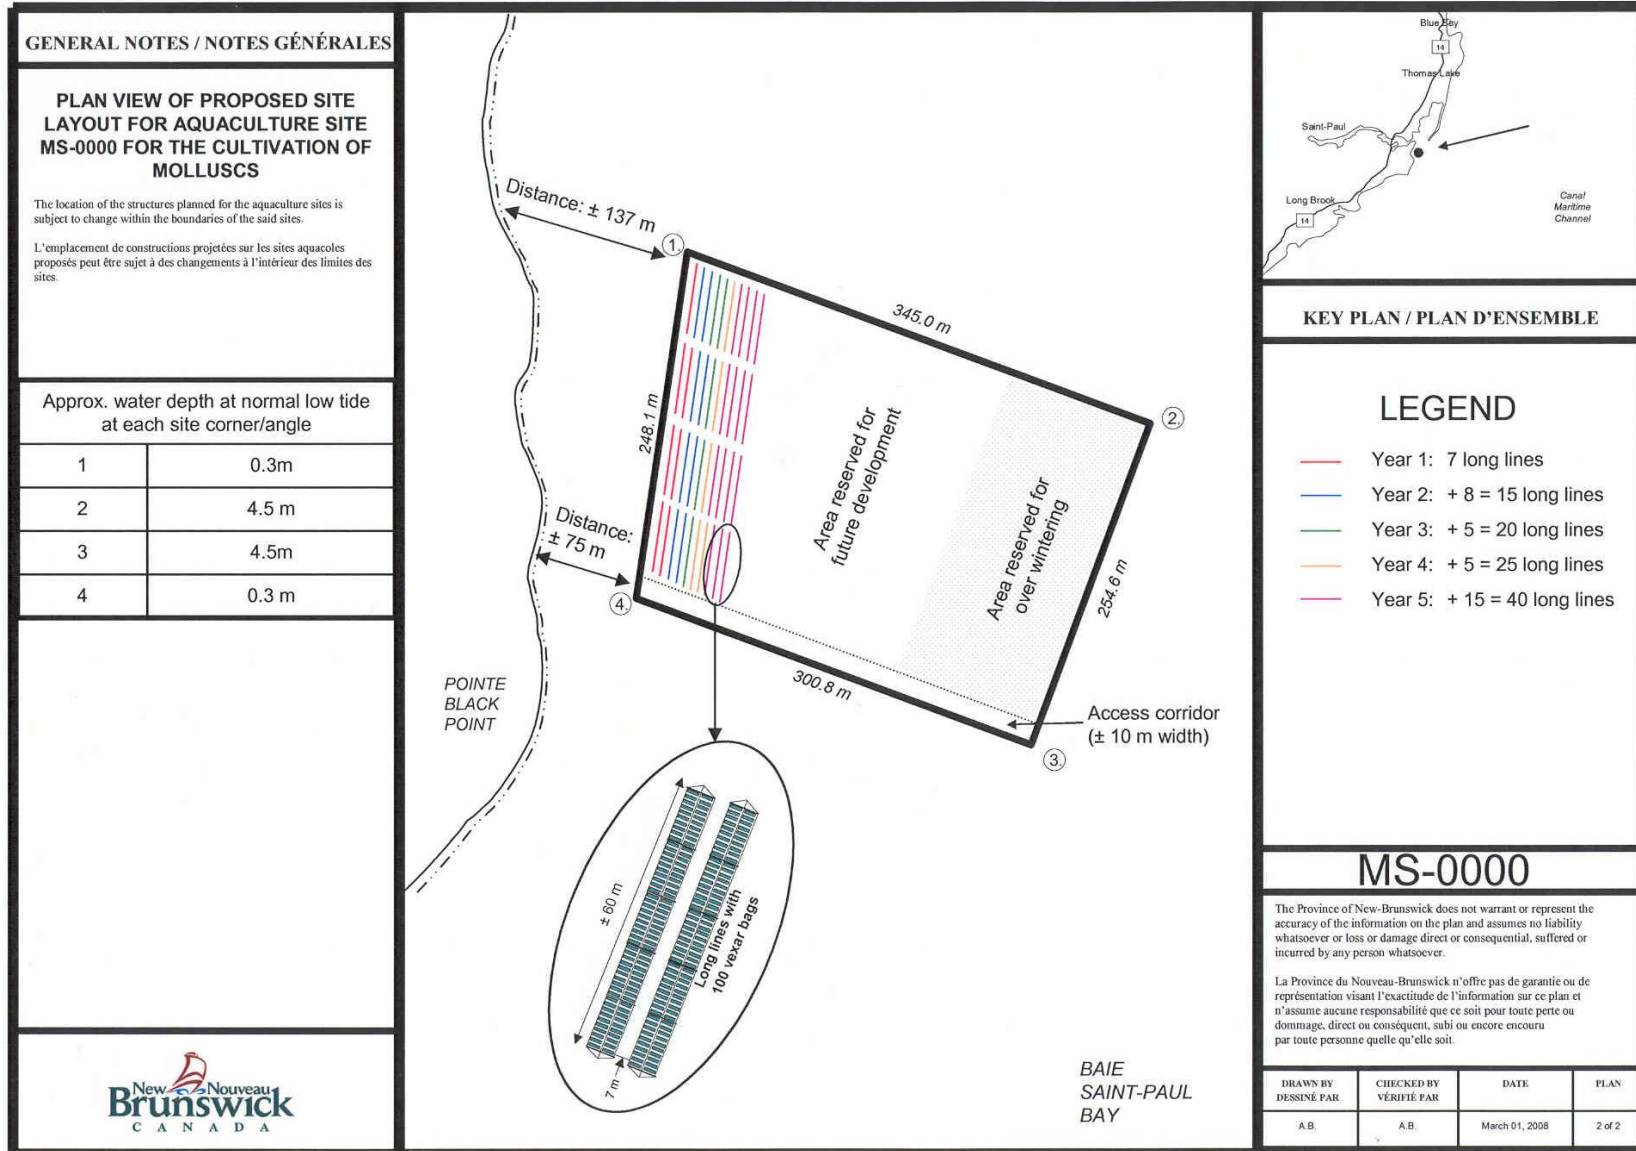 GENERAL NOTES / NOTES GÉNÉRALES
PLAN VIEW OF PROPOSED SITE
LAYOUT FOR AQUACULTURE SITE
MS-0000 FOR THE CULTIVATION OF
MOLLUSCS
The location of the structures planned for the aquaculture sites is
subject to change within the boundaries of the said sites.
L'emplacement de constructions projetées sur les sites aquacoles
proposés peut être sujet à des changements à l'intérieur des limites des
sites.
Approx. water depth at normal low tide
at each site corner/angle
1 0.3m
2 4.5 m
3 4.5m
4 0.3 m
New Nouveau
Brunswick
CANADA
Distance: ± 137 m
1.
345.0 m
2.
248.1 m
Area reserved for
future development
Area reserved for
over wintering
Distance:
± 75 m
4.
254.6 m
300.8 m
POINTE
BLACK
POINT
Access corridor
(± 10 m width)
3.
± 60 m
Long lines with
100 vexar bags
7 m
BAIE
SAINT-PAUL
BAY
Blue Bey
14
Thomas Lake
Saint-Paul
Long Brook
14
Canal
Maritime
Channel
KEY PLAN / PLAN D'ENSEMBLE
LEGEND
Year 1: 7 long lines
Year 2: + 8 = 15 long lines
Year 3: + 5 = 20 long lines
Year 4: + 5 = 25 long lines
Year 5: + 15 = 40 long lines
MS-0000
The Province of New-Brunswick does not warrant or represent the
accuracy of the information on the plan and assumes no liability
whatsoever or loss or damage direct or consequential, suffered or
incurred by any person whatsoever.
La Province du Nouveau-Brunswick n'offre pas de garantie ou de
représentation visant l'exactitude de l'information sur ce plan et
n'assume aucune responsabilité que ce soit pour toute perte ou
dommage, direct ou conséquent, subi ou encore encouru
par toute personne quelle qu'elle soit.
DRAWN BY CHECKED BY DATE PLAN
DESSINÉ PAR VÉRIFIÉ PAR
A.B. A.B. March 01, 2008 2 of 2